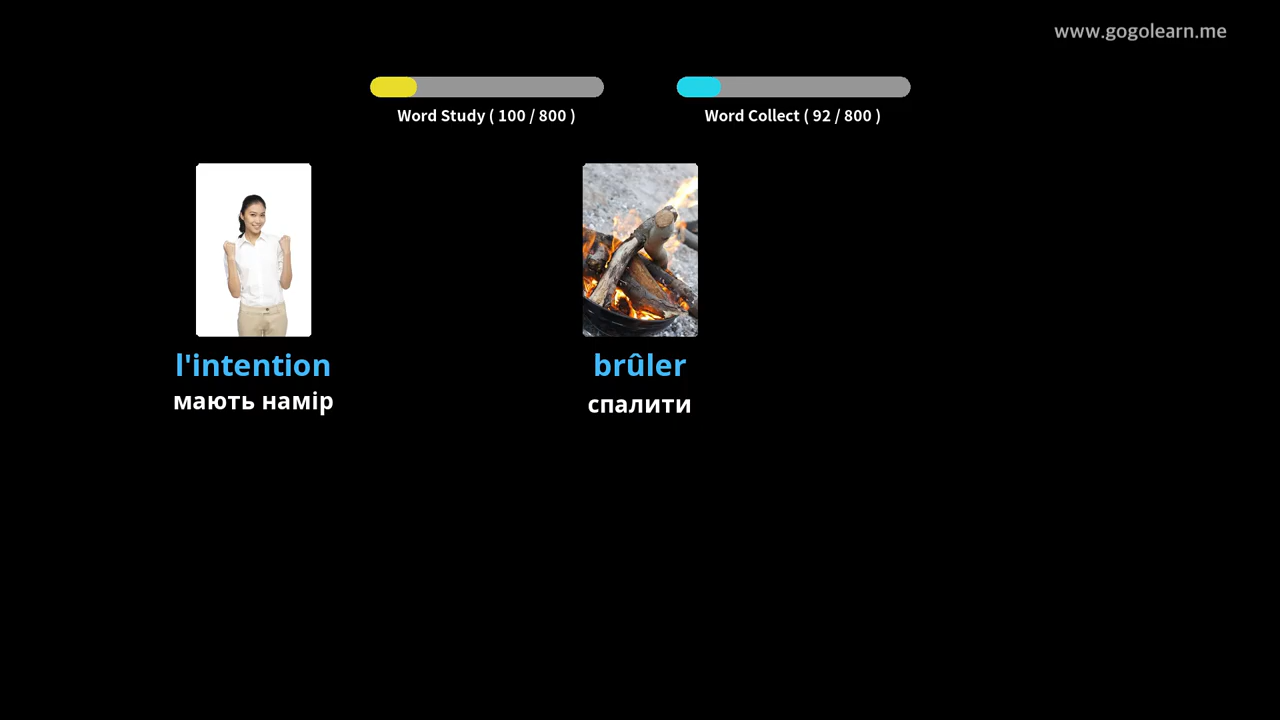 www.gogolearn.me
Word Study ( 100 / 800 )
Word Collect ( 92 / 800 )
l'intention
мають намір
brûler
спалити